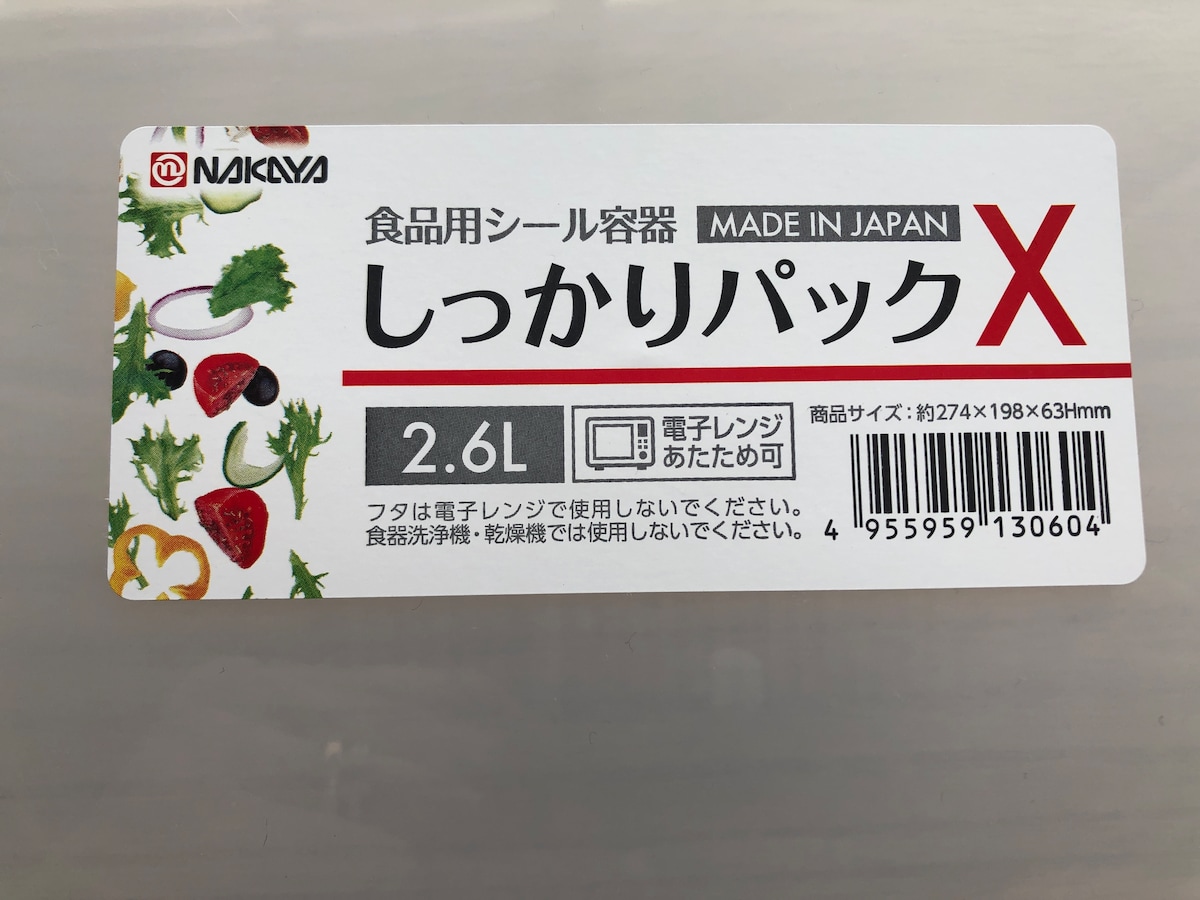 NAKAYA
食品用シール容器 MADE IN JAPAN
しっかりパックX
2.6L
電子レンジ
あたため可
商品サイズ：約274×198×63Hmm
フタは電子レンジで使用しないでください。
食器洗浄機・乾燥機では使用しないでください。
4 955959 130604